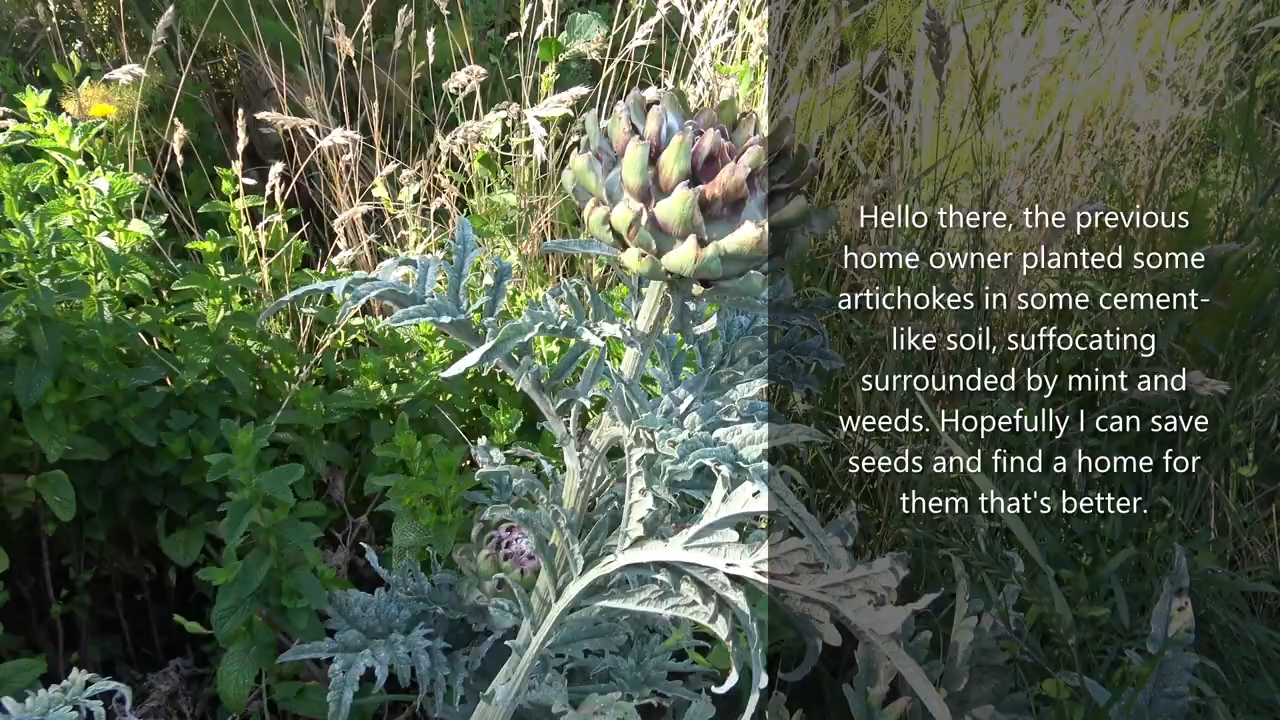 Hello there, the previous
home owner planted some
artichokes in some cement-
like soil, suffocating
surrounded by mint and
weeds. Hopefully I can save
seeds and find a home for
them that's better.